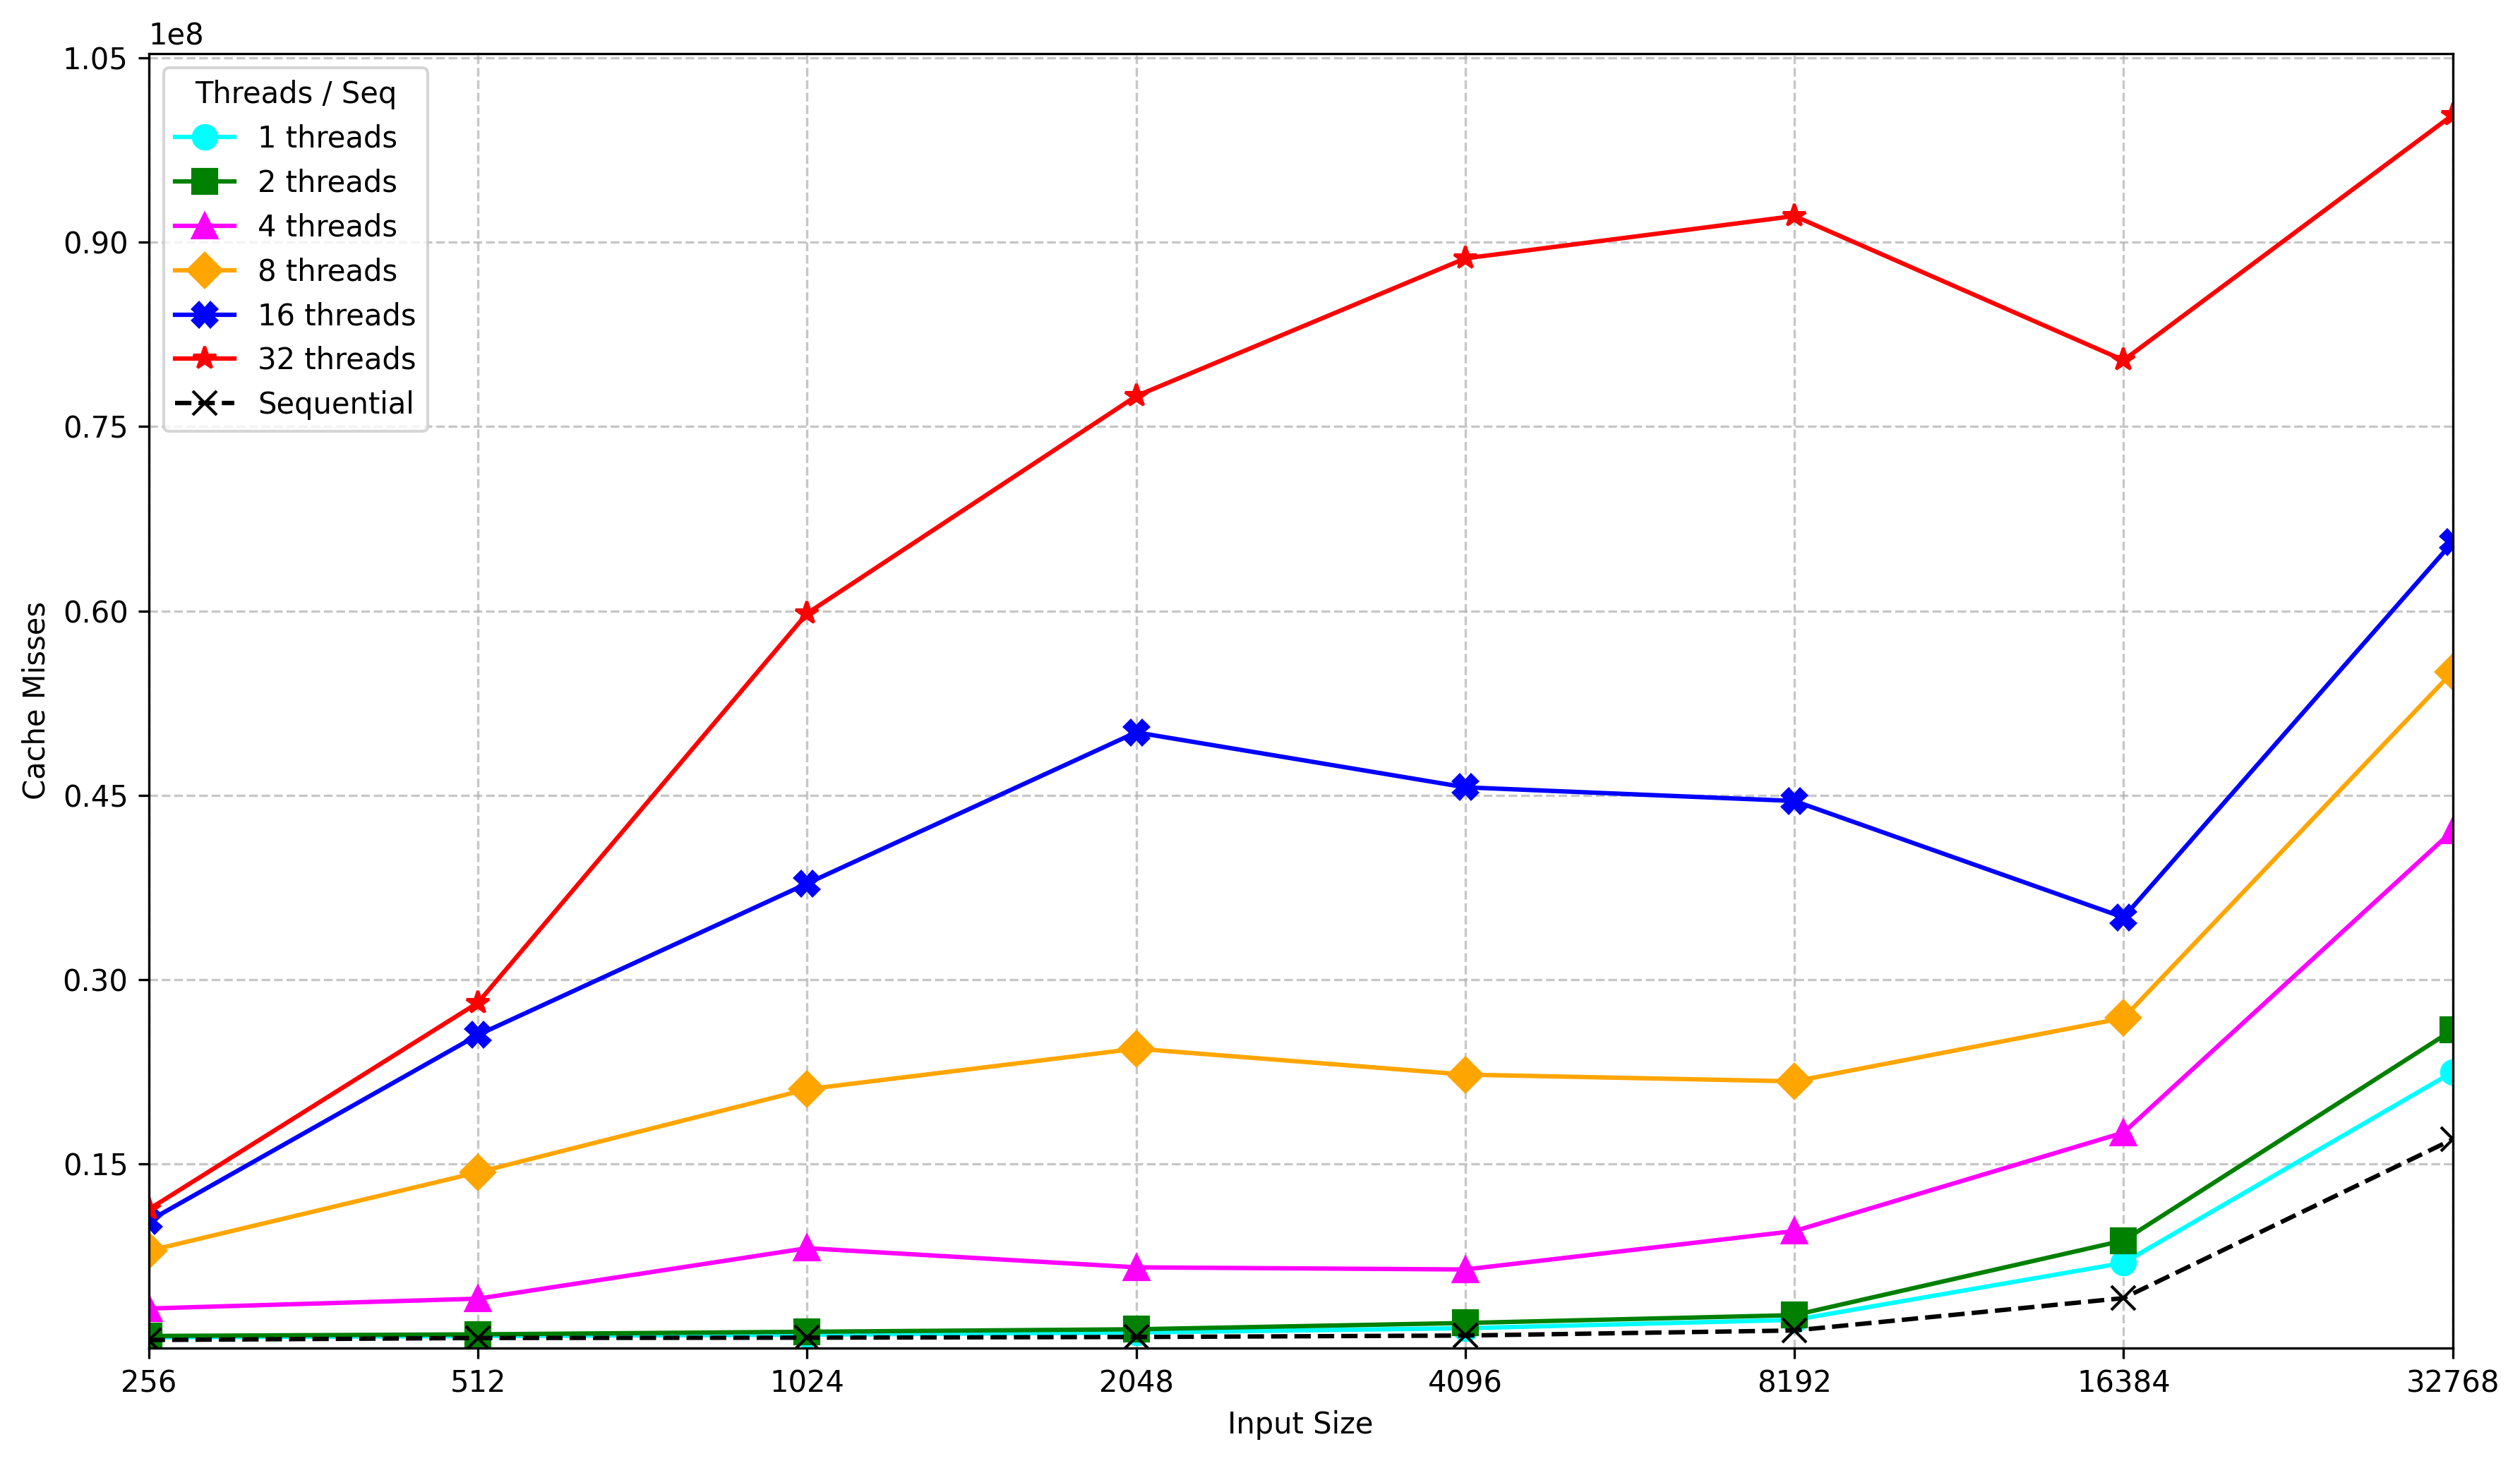 1e8
1.05
0.90
0.75
0.60
0.45
0.30
0.15
Cache Misses
Threads / Seq
1 threads
2 threads
4 threads
8 threads
16 threads
32 threads
Sequential
256 512 1024 2048 4096 8192 16384 32768
Input Size